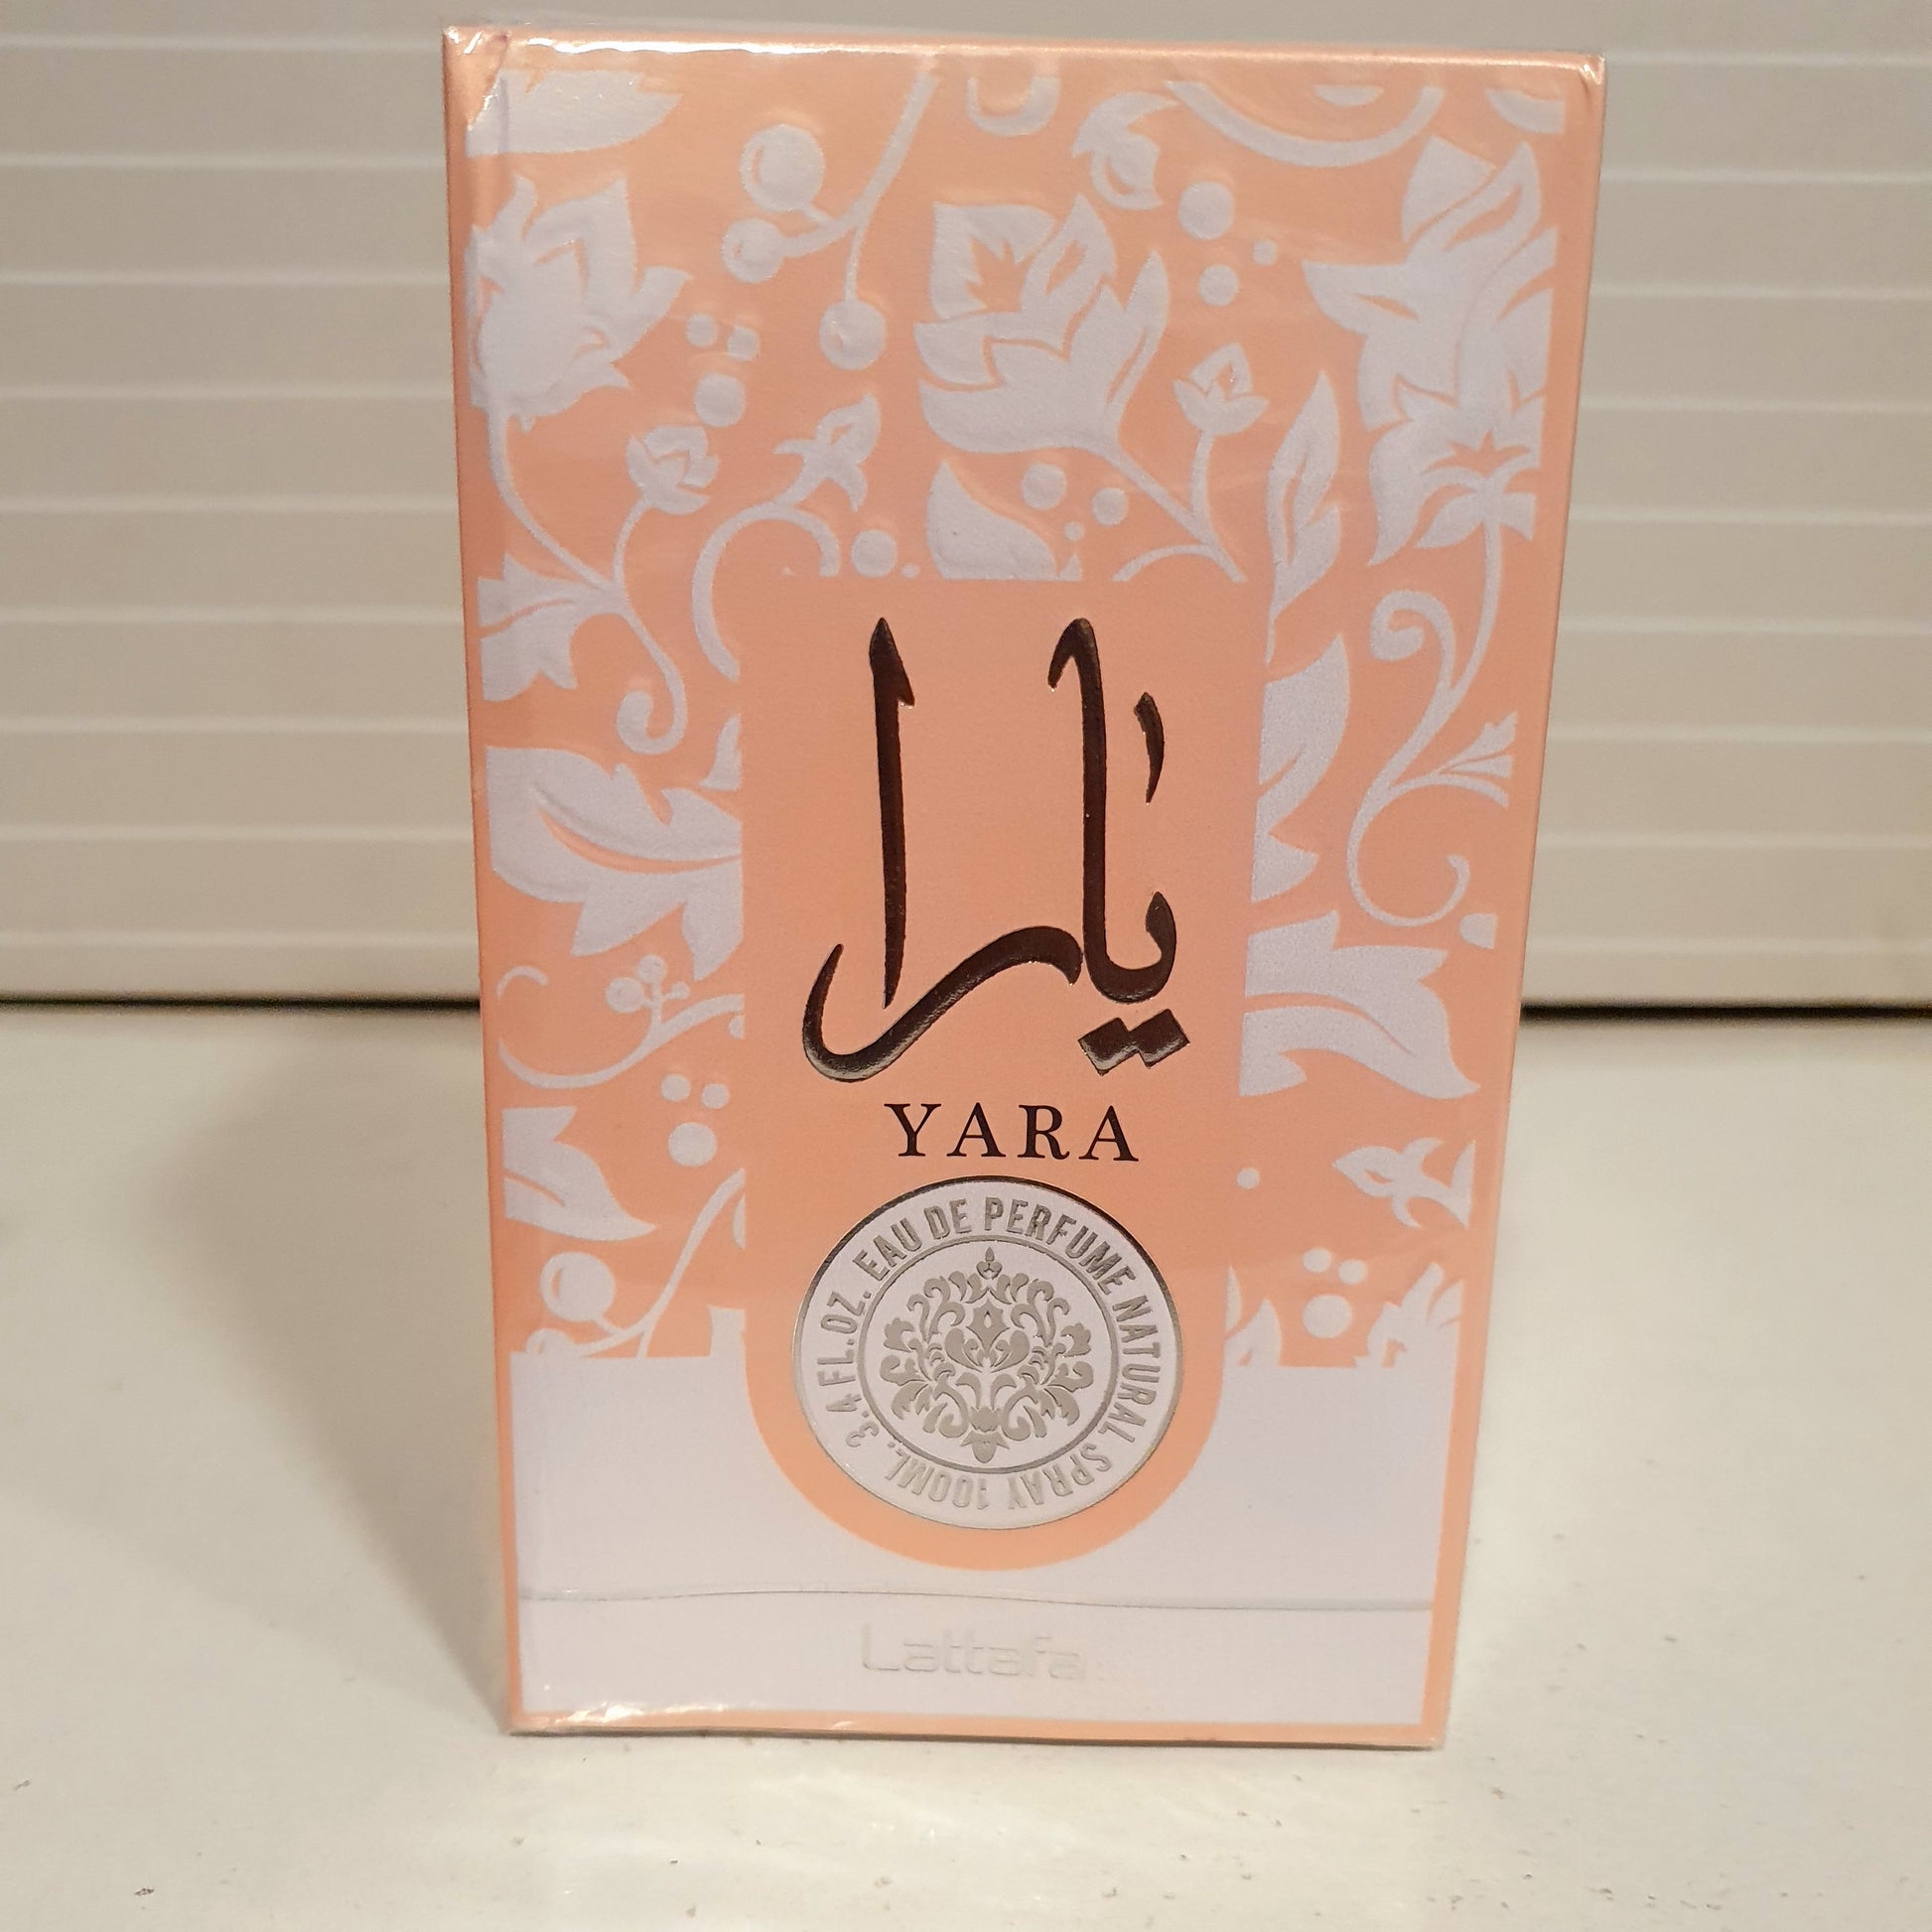 يارا
YARA
EAU DE PERFUME NATURAL SPRAY 100ML. 3.4 FL.OZ.
Lattafa